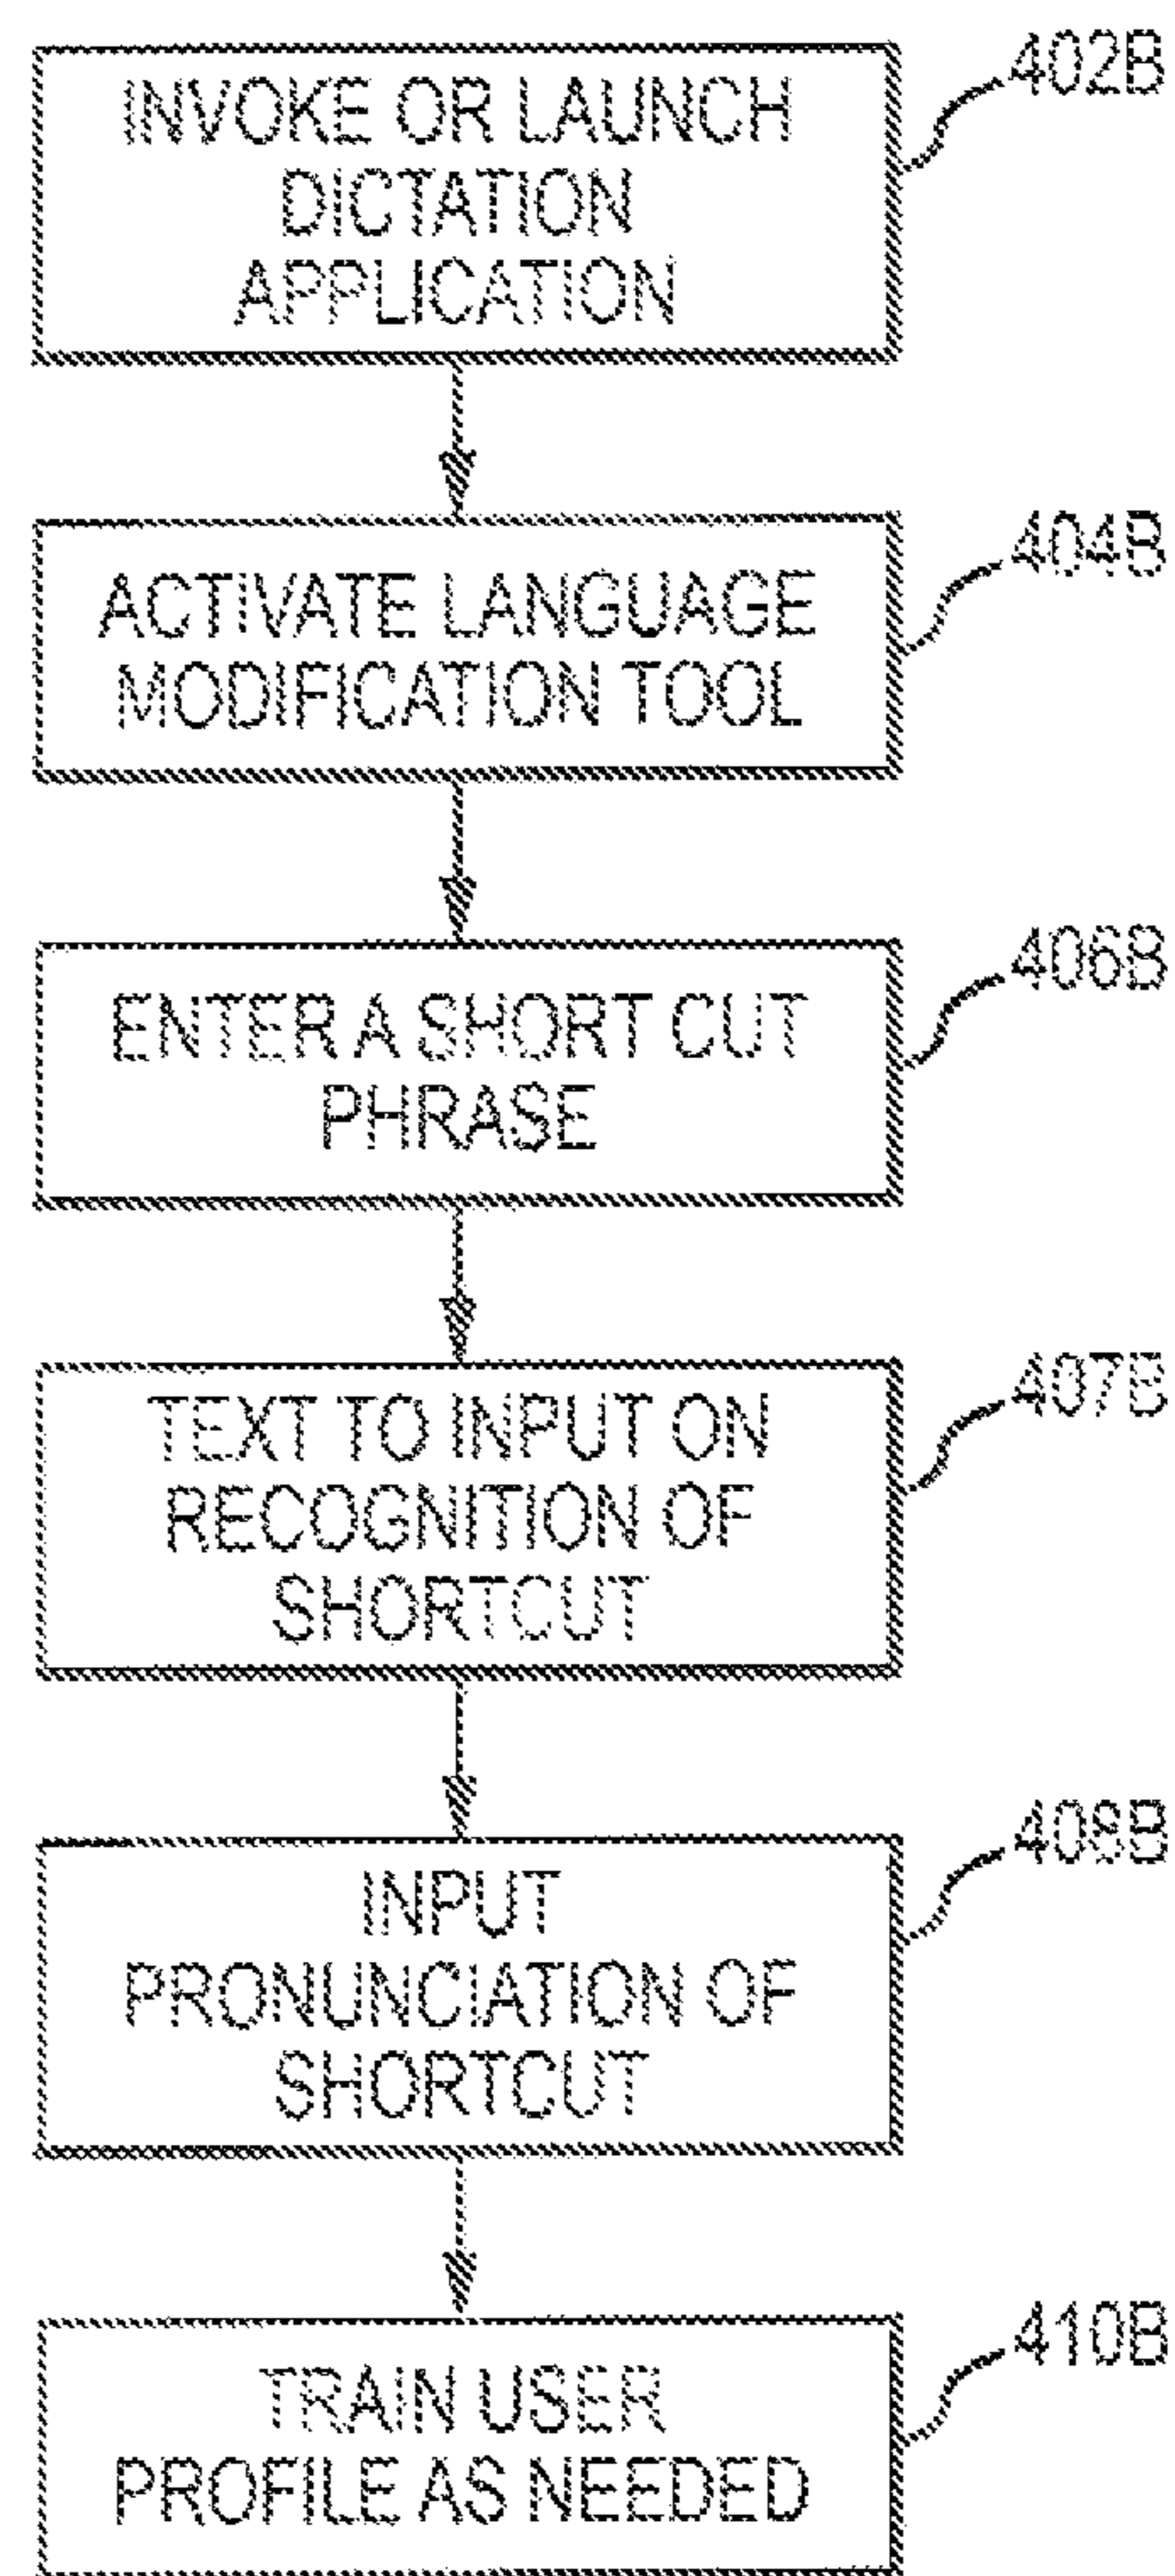 INVOKE OR LAUNCH
DICTATION
APPLICATION
402B
ACTIVATE LANGUAGE
MODIFICATION TOOL
404B
ENTER A SHORT CUT
PHRASE
406B
TEXT TO INPUT ON
RECOGNITION OF
SHORTCUT
407B
INPUT
PRONUNCIATION OF
SHORTCUT
408B
TRAIN USER
PROFILE AS NEEDED
410B